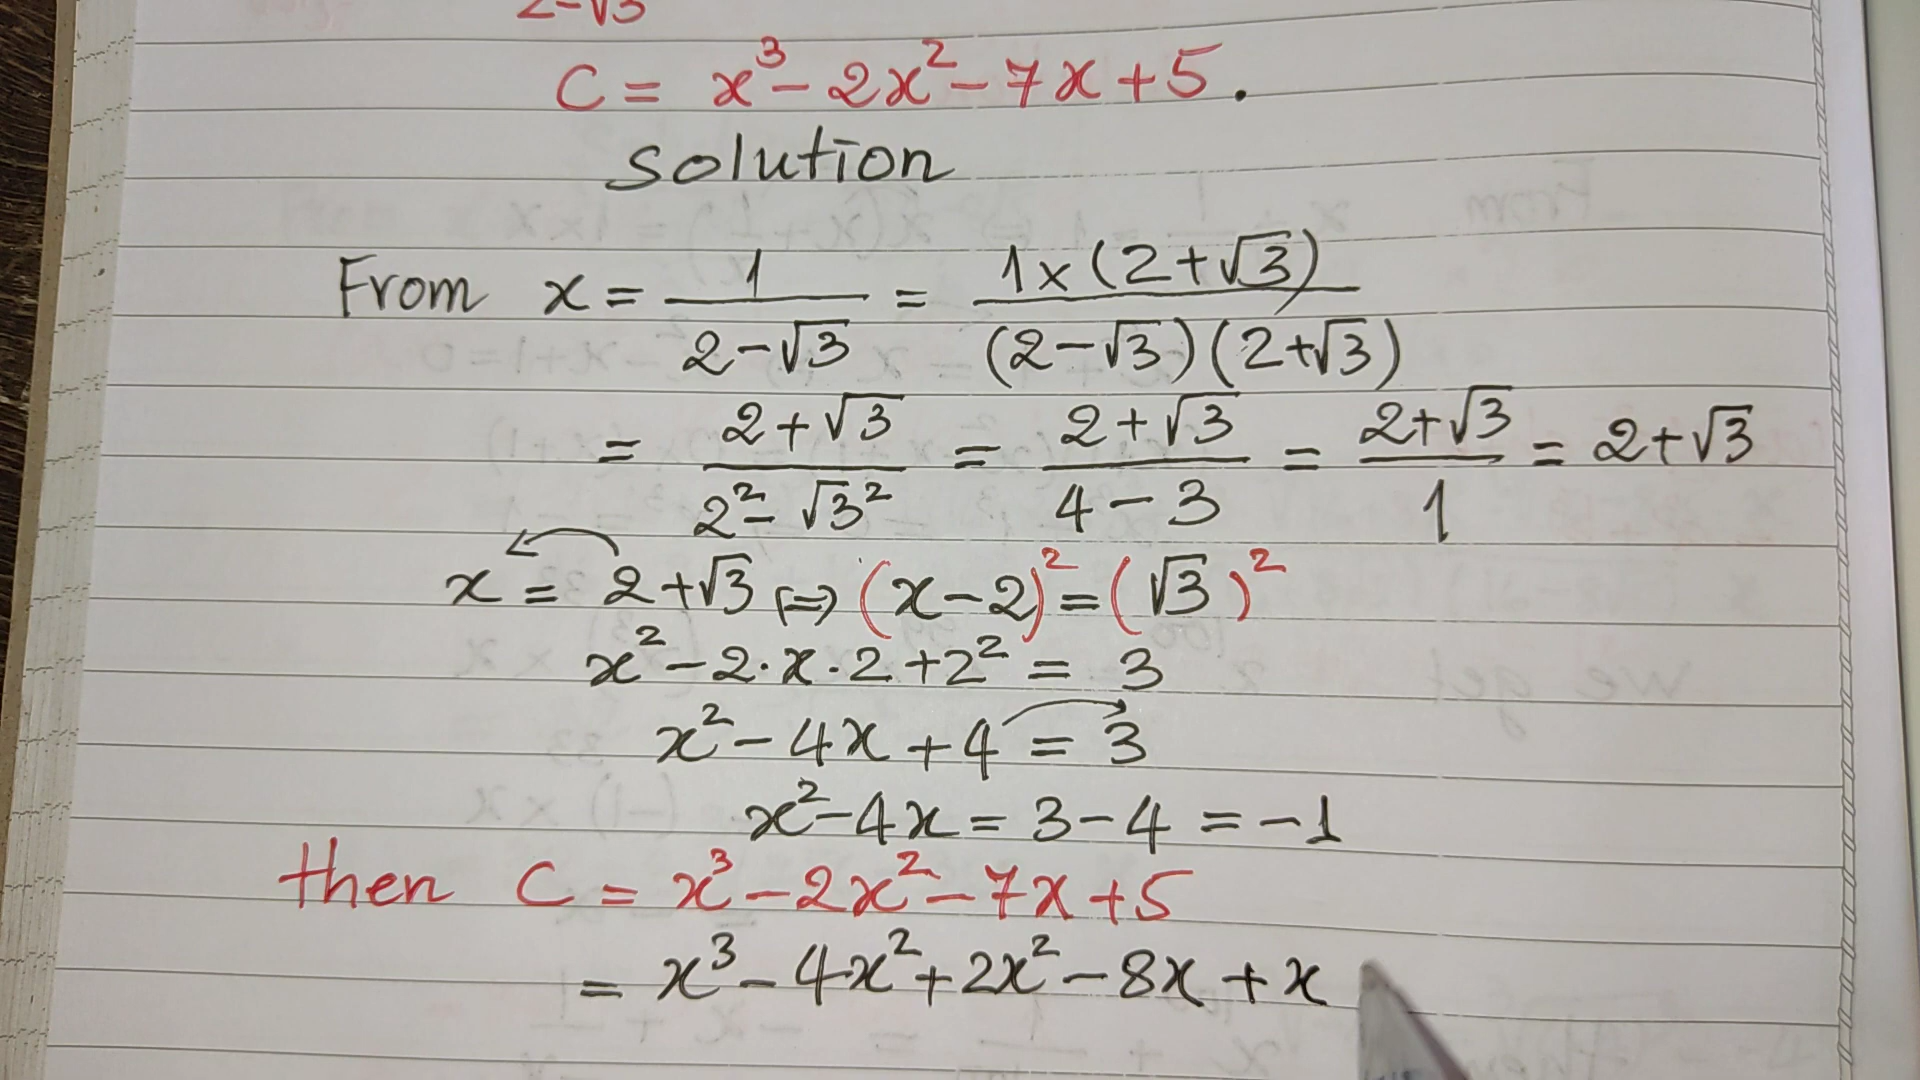 2-√3
C = x³ - 2x² - 7x + 5.
solution
From x = 1/(2-√3) = 1x(2+√3)/((2-√3)(2+√3))
= (2+√3)/(2² - √3²) = (2+√3)/(4-3) = (2+√3)/1 = 2+√3
x = 2+√3 ⇔ (x-2)² = (√3)²
x² - 2·x·2 + 2² = 3
x² - 4x + 4 = 3
x² - 4x = 3 - 4 = -1
then C = x³ - 2x² - 7x + 5
= x³ - 4x² + 2x² - 8x + x